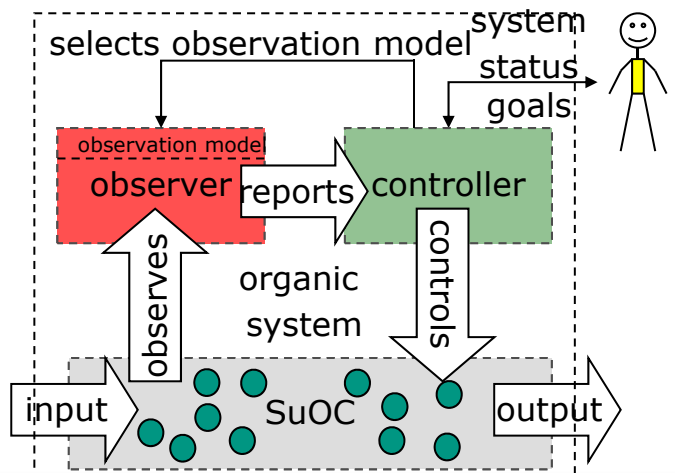 system
selects observation model
status
goals
observation model
observer
reports
controller
observes
controls
organic
system
input
SuOC
output